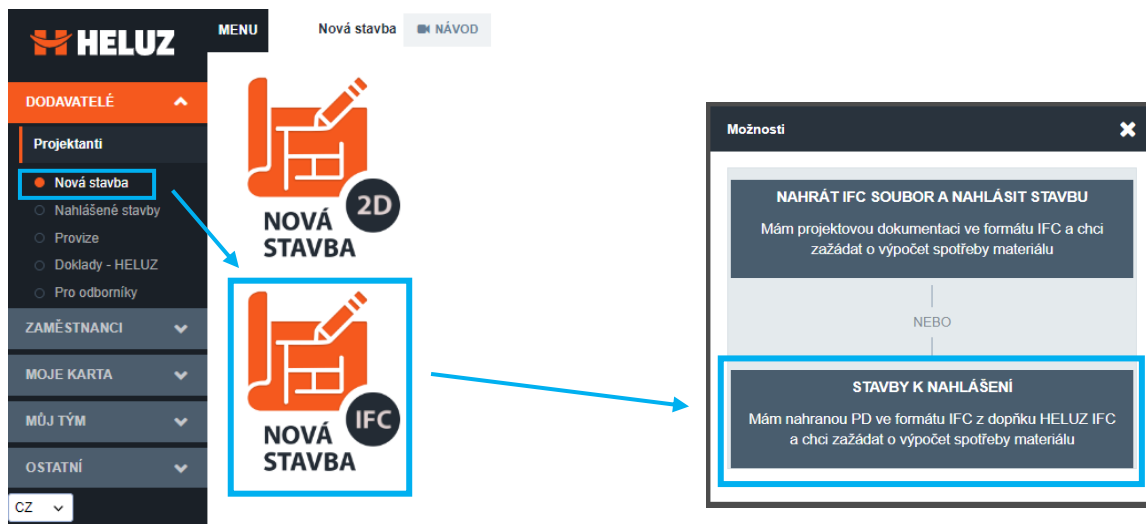 HELUZ
DODAVATELÉ
Projektanti
Nová stavba
Nahlášené stavby
Provize
Doklady - HELUZ
Pro odborníky
ZAMĚSTNANCI
MOJE KARTA
MŮJ TÝM
OSTATNÍ
CZ
MENU
Nová stavba
NÁVOD
NOVÁ
STAVBA
2D
NOVÁ
STAVBA
IFC
Možnosti
NAHRÁT IFC SOUBOR A NAHLÁSIT STAVBU
Mám projektovou dokumentaci ve formátu IFC a chci
zažádat o výpočet spotřeby materiálu
NEBO
STAVBY K NAHLÁŠENÍ
Mám nahranou PD ve formátu IFC z dopňku HELUZ IFC
a chci zažádat o výpočet spotřeby materiálu